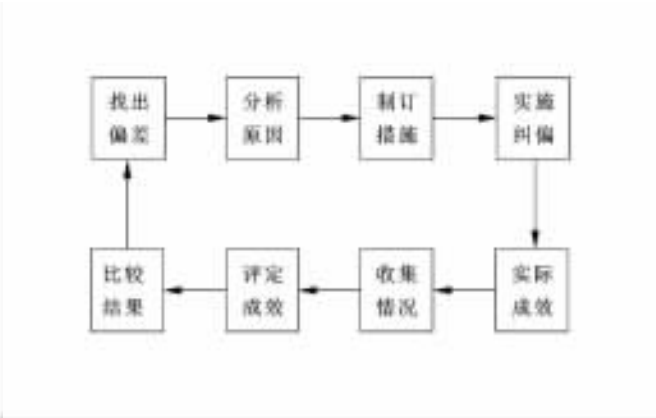 找出
偏差
分析
原因
制订
措施
实施
纠偏
比较
结果
评定
成效
收集
情况
实际
成效